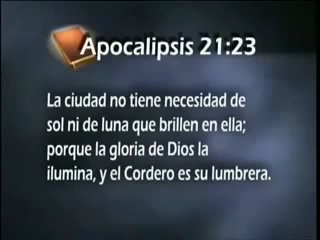 Apocalipsis 21:23
La ciudad no tiene necesidad de
sol ni de luna que brillen en ella;
porque la gloria de Dios la
ilumina, y el Cordero es su lumbrera.